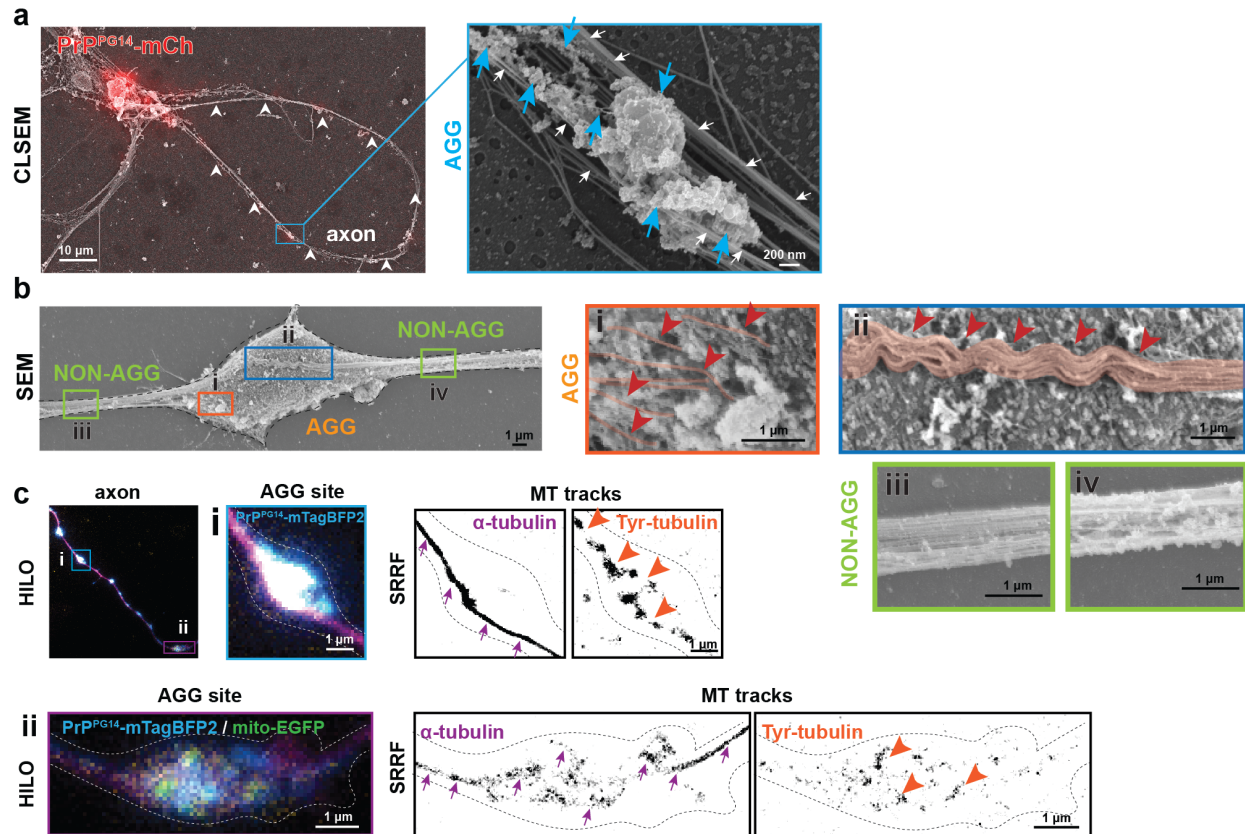 a
CLSEM
PrP^PG14-mCh
axon
10 µm
AGG
200 nm
b
SEM
NON-AGG
iii
i
ii
AGG
NON-AGG
iv
1 µm
AGG
i
1 µm
ii
1 µm
NON-AGG
iii
1 µm
iv
1 µm
c
axon
AGG site
MT tracks
HILO
i
ii
i
PrP^PG14-mTagBFP2
1 µm
SRRF
α-tubulin
Tyr-tubulin
1 µm
AGG site
MT tracks
ii
HILO
PrP^PG14-mTagBFP2 / mito-EGFP
1 µm
SRRF
α-tubulin
Tyr-tubulin
1 µm